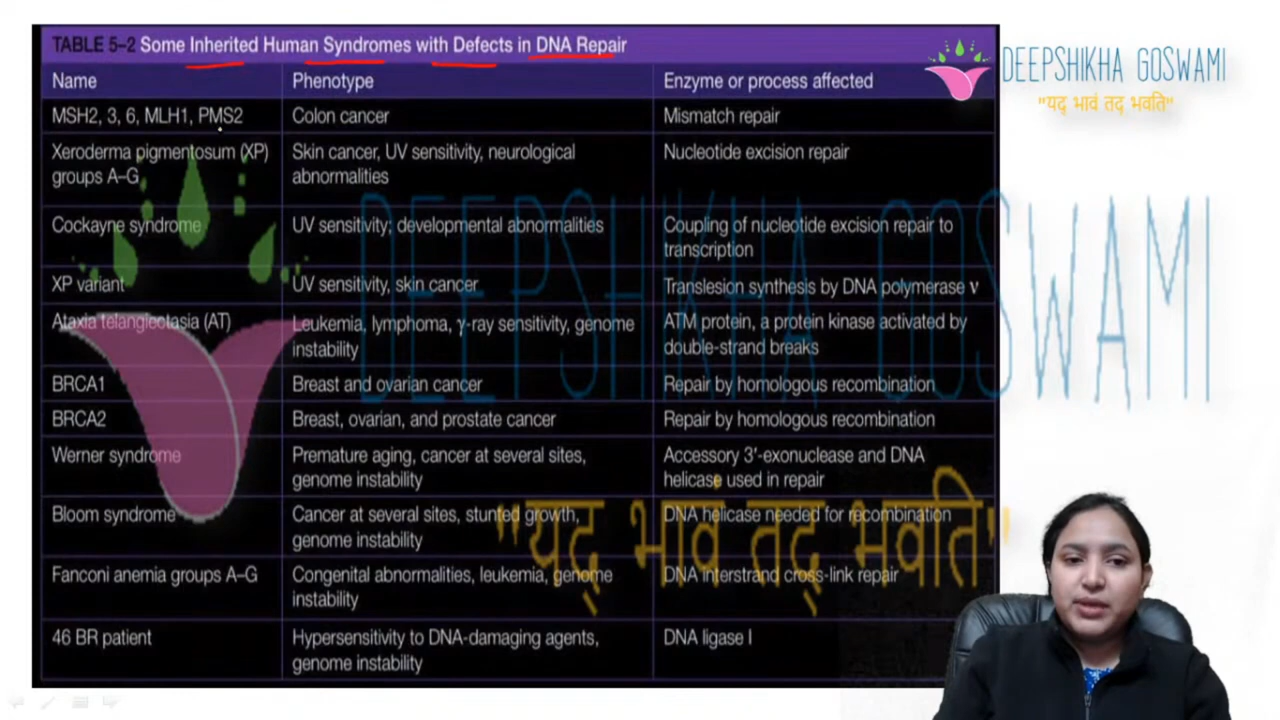 TABLE 5–2 Some Inherited Human Syndromes with Defects in DNA Repair
DEEPSHIKHA GOSWAMI
"यद् भावं तद् भवति"
Name Phenotype Enzyme or process affected
MSH2, 3, 6, MLH1, PMS2 Colon cancer Mismatch repair
Xeroderma pigmentosum (XP) Skin cancer, UV sensitivity, neurological Nucleotide excision repair
groups A–G abnormalities
Cockayne syndrome UV sensitivity; developmental abnormalities Coupling of nucleotide excision repair to
transcription
XP variant UV sensitivity, skin cancer Translesion synthesis by DNA polymerase ν
Ataxia telangiectasia (AT) Leukemia, lymphoma, γ-ray sensitivity, genome ATM protein, a protein kinase activated by
instability double-strand breaks
BRCA1 Breast and ovarian cancer Repair by homologous recombination
BRCA2 Breast, ovarian, and prostate cancer Repair by homologous recombination
Werner syndrome Premature aging, cancer at several sites, Accessory 3′-exonuclease and DNA
genome instability helicase used in repair
Bloom syndrome Cancer at several sites, stunted growth, DNA helicase needed for recombination
genome instability
Fanconi anemia groups A–G Congenital abnormalities, leukemia, genome DNA interstrand cross-link repair
instability
46 BR patient Hypersensitivity to DNA-damaging agents, DNA ligase I
genome instability
DEEPSHIKHA GOSWAMI
"यद् भावं तद् भवति"